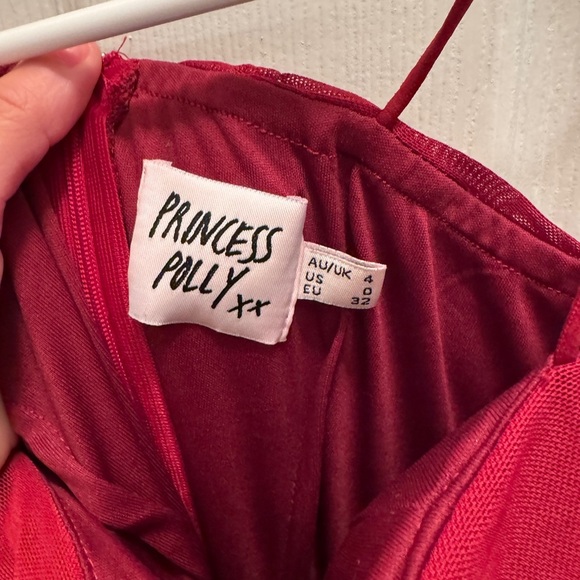 PRINCESS
POLLY xx
AU/UK 4
US 0
EU 32